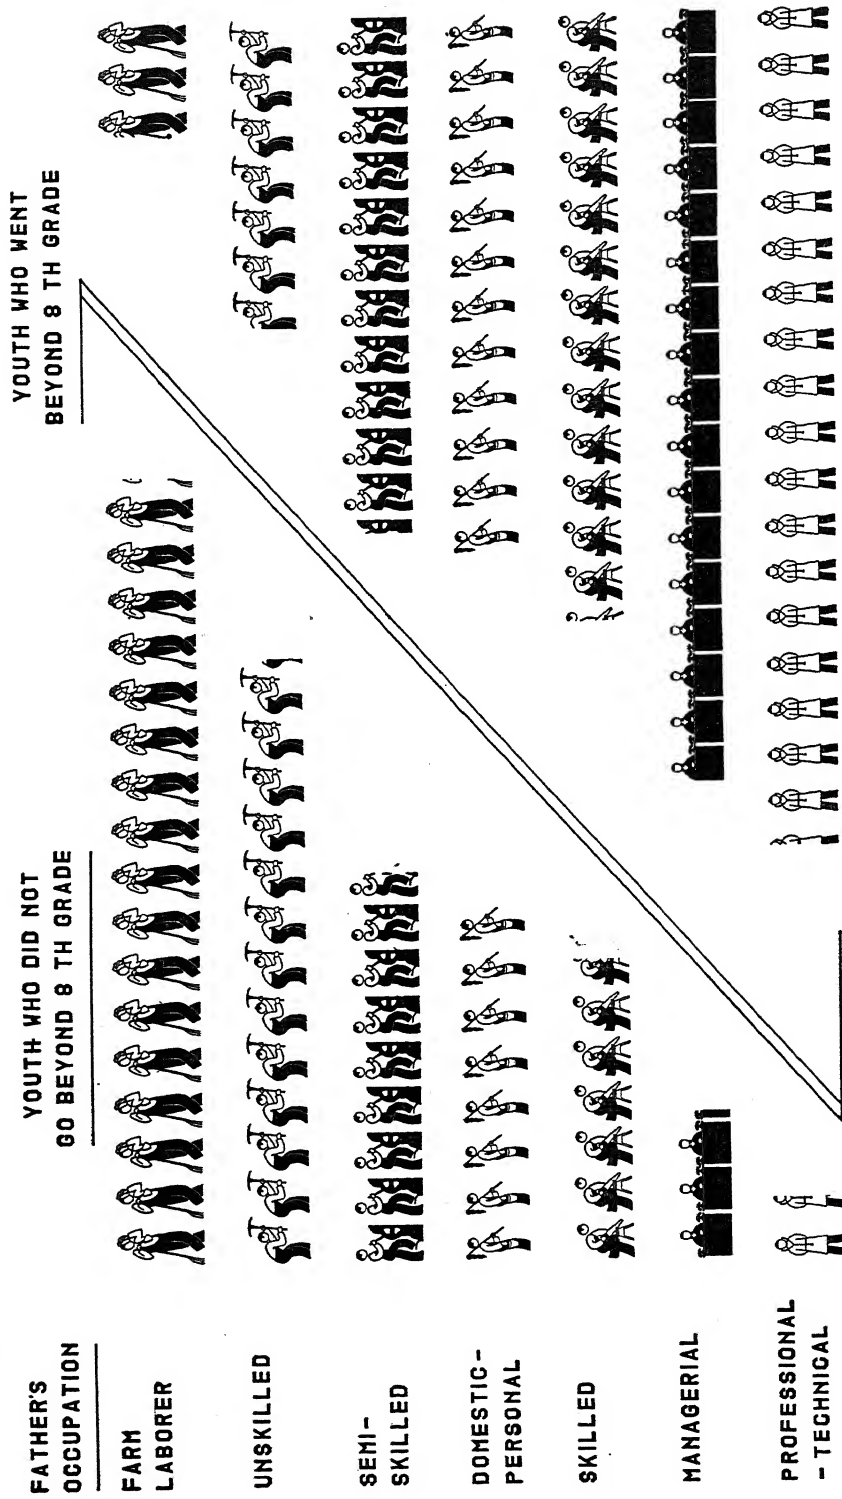 FATHER'S
OCCUPATION
YOUTH WHO DID NOT
GO BEYOND 8 TH GRADE
YOUTH WHO WENT
BEYOND 8 TH GRADE
FARM
LABORER
UNSKILLED
SEMI-
SKILLED
DOMESTIC-
PERSONAL
SKILLED
MANAGERIAL
PROFESSIONAL
- TECHNICAL